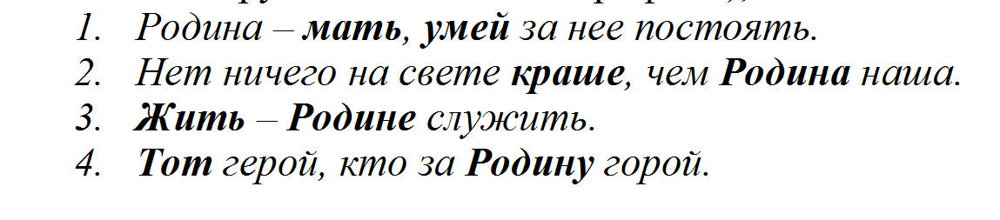 1. Родина – мать, умей за нее постоять.
2. Нет ничего на свете краше, чем Родина наша.
3. Жить – Родине служить.
4. Тот герой, кто за Родину горой.